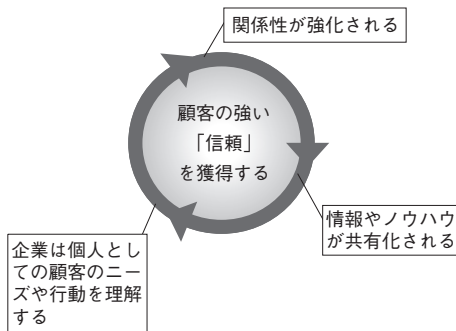 関係性が強化される
顧客の強い
「信頼」
を獲得する
情報やノウハウ
が共有化される
企業は個人とし
ての顧客のニー
ズや行動を理解
する